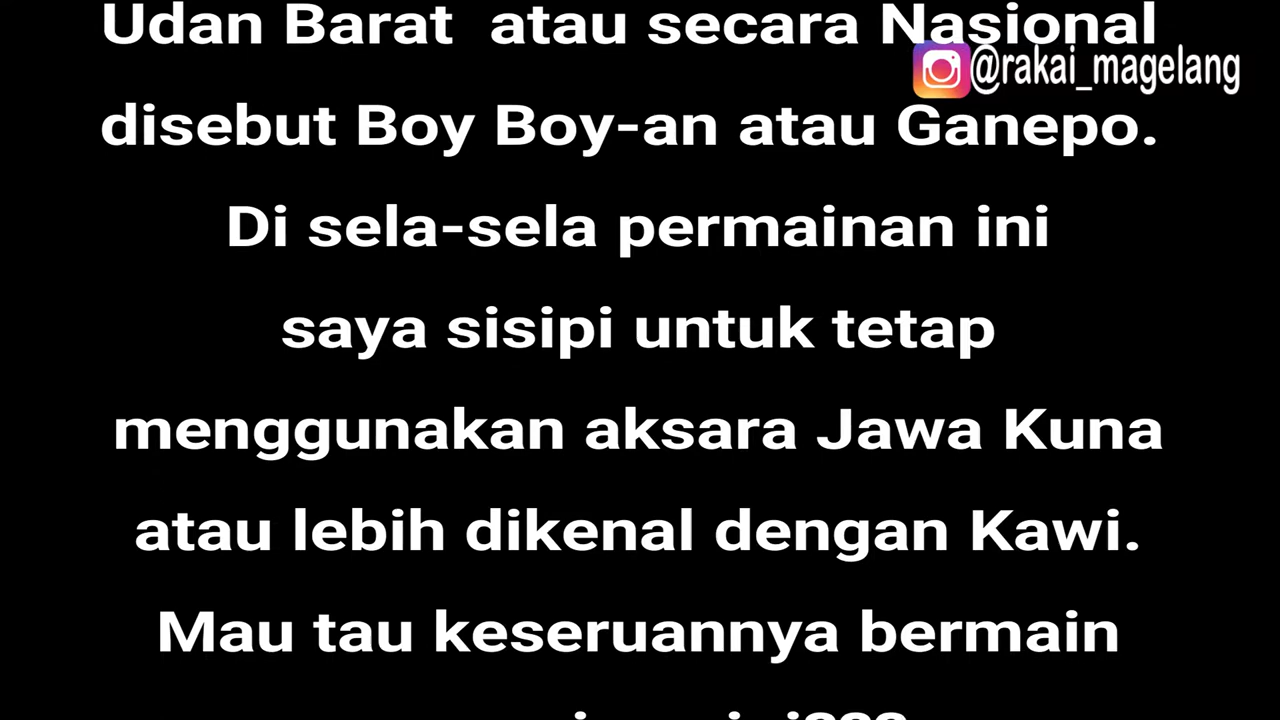 Udan Barat atau secara Nasional
@rakai_magelang
disebut Boy Boy-an atau Ganepo.
Di sela-sela permainan ini
saya sisipi untuk tetap
menggunakan aksara Jawa Kuna
atau lebih dikenal dengan Kawi.
Mau tau keseruannya bermain